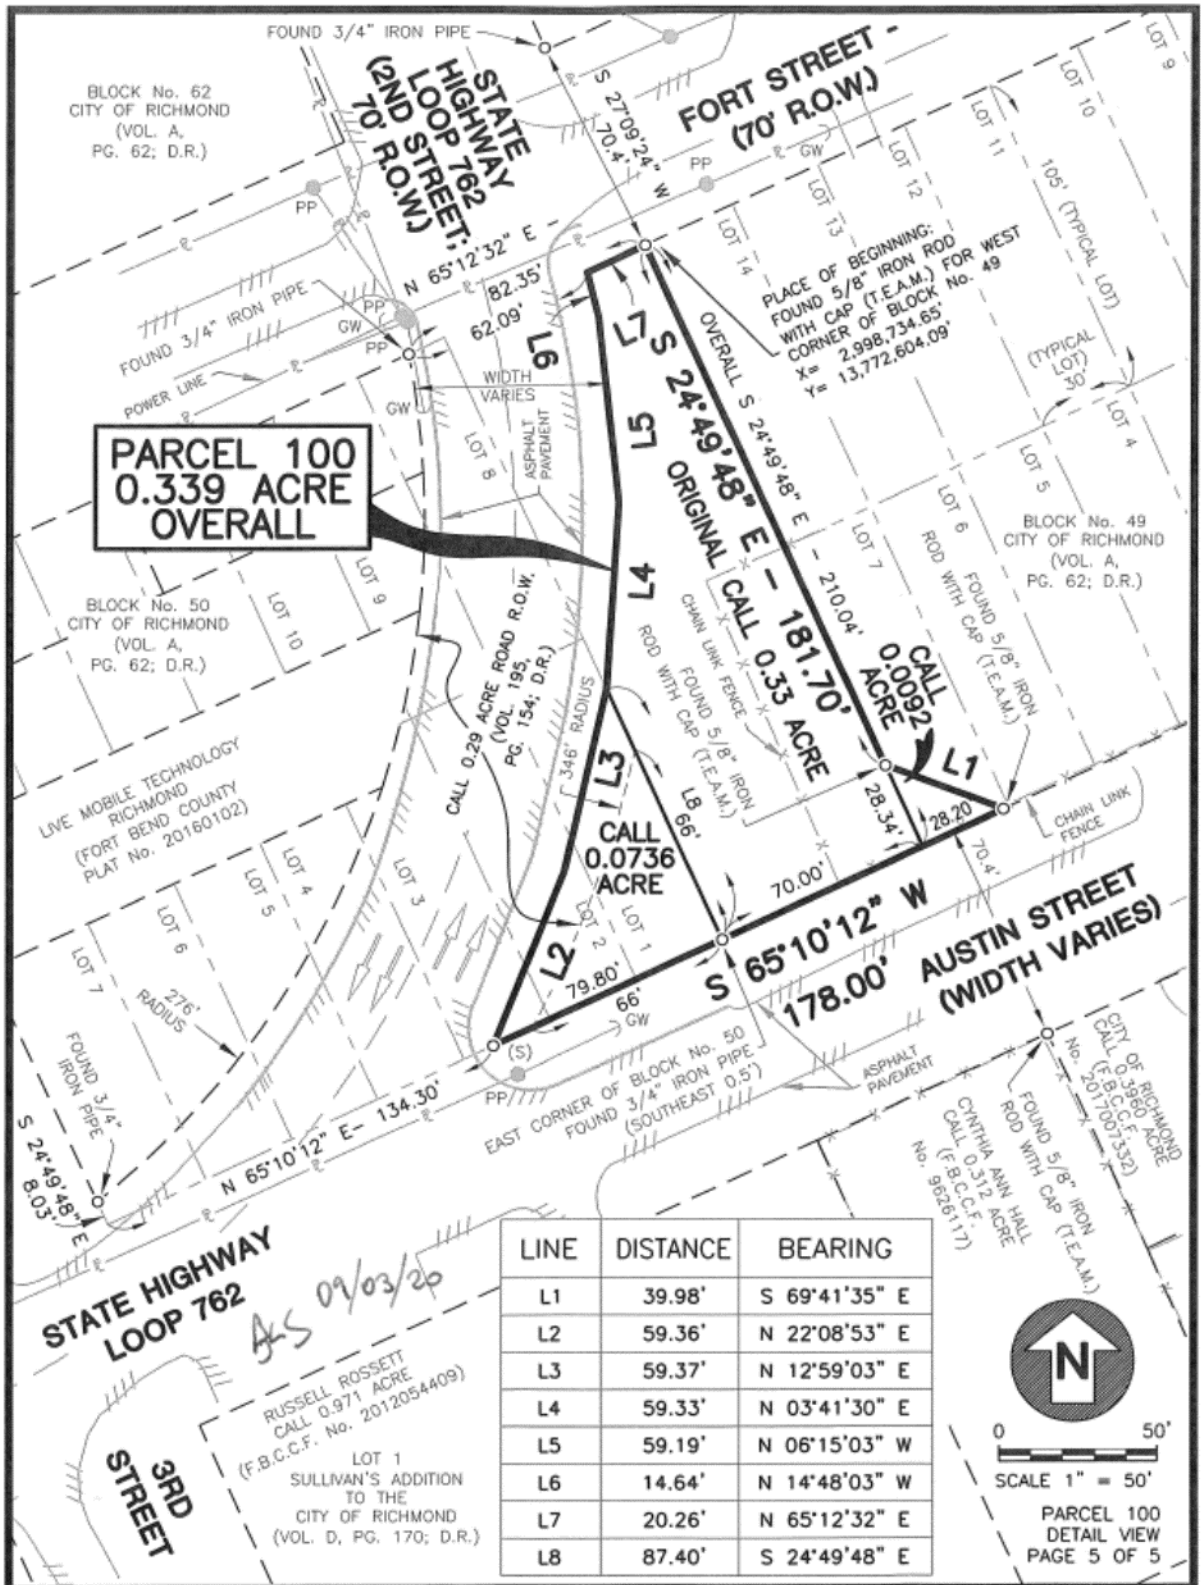 FOUND 3/4" IRON PIPE
BLOCK No. 62
CITY OF RICHMOND
(VOL. A,
PG. 62; D.R.)
STATE
HIGHWAY
LOOP 762
(2ND STREET;
70' R.O.W.)
S 27°09'24" W
70.4'
FORT STREET -
(70' R.O.W.)
LOT 9
LOT 10
LOT 11
LOT 12
LOT 13
LOT 14
105' (TYPICAL LOT)
GW
PP
PP
N 65°12'32" E -
82.35'
62.09'
PLACE OF BEGINNING:
FOUND 5/8" IRON ROD
WITH CAP (T.E.A.M.) FOR WEST
CORNER OF BLOCK No. 49
X= 2,998,734.65'
Y= 13,772,604.09'
FOUND 3/4" IRON PIPE
PP
GW
PP
POWER LINE
GW
WIDTH
VARIES
L6
L7
L5
L4
L3
L2
ASPHALT
PAVEMENT
LOT 8
LOT 9
LOT 10
PARCEL 100
0.339 ACRE
OVERALL
S 24°49'48" E - 181.70'
OVERALL S 24°49'48" E - 210.04'
ORIGINAL CALL 0.33 ACRE
(TYPICAL
LOT)
30'
LOT 4
LOT 5
LOT 6
LOT 7
BLOCK No. 49
CITY OF RICHMOND
(VOL. A,
PG. 62; D.R.)
FOUND 5/8" IRON
ROD WITH CAP (T.E.A.M.)
BLOCK No. 50
CITY OF RICHMOND
(VOL. A,
PG. 62; D.R.)
CALL 0.29 ACRE ROAD R.O.W.
(VOL. 195,
PG. 154; D.R.)
346' RADIUS
CHAIN LINK FENCE
FOUND 5/8" IRON
ROD WITH CAP (T.E.A.M.)
CALL
0.0092
ACRE
L1
CHAIN LINK
FENCE
28.34'
28.20
70.4'
L8
66'
CALL
0.0736
ACRE
LOT 1
LOT 2
LOT 3
LOT 4
LOT 5
LOT 6
LOT 7
LIVE MOBILE TECHNOLOGY
RICHMOND
(FORT BEND COUNTY
PLAT No. 20160102)
276'
RADIUS
70.00'
79.80'
66'
S 65°10'12" W
178.00'
AUSTIN STREET
(WIDTH VARIES)
GW
(S)
PP
EAST CORNER OF BLOCK No. 50
FOUND 3/4" IRON PIPE
(SOUTHEAST 0.5')
ASPHALT
PAVEMENT
CITY OF RICHMOND
CALL 0.3960 ACRE
(F.B.C.C.F.
No. 2017007332)
FOUND 5/8" IRON
ROD WITH CAP (T.E.A.M.)
CYNTHIA ANN HALL
CALL 0.312 ACRE
(F.B.C.C.F.
No. 9626117)
FOUND 3/4"
IRON PIPE
S 24°49'48" E
8.03'
N 65°10'12" E- 134.30'
STATE HIGHWAY
LOOP 762
09/03/20
RUSSELL ROSSETT
CALL 0.971 ACRE
(F.B.C.C.F. No. 2012054409)
3RD
STREET
LOT 1
SULLIVAN'S ADDITION
TO THE
CITY OF RICHMOND
(VOL. D, PG. 170; D.R.)
LINE DISTANCE BEARING
L1 39.98' S 69°41'35" E
L2 59.36' N 22°08'53" E
L3 59.37' N 12°59'03" E
L4 59.33' N 03°41'30" E
L5 59.19' N 06°15'03" W
L6 14.64' N 14°48'03" W
L7 20.26' N 65°12'32" E
L8 87.40' S 24°49'48" E
N
0 50'
SCALE 1" = 50'
PARCEL 100
DETAIL VIEW
PAGE 5 OF 5